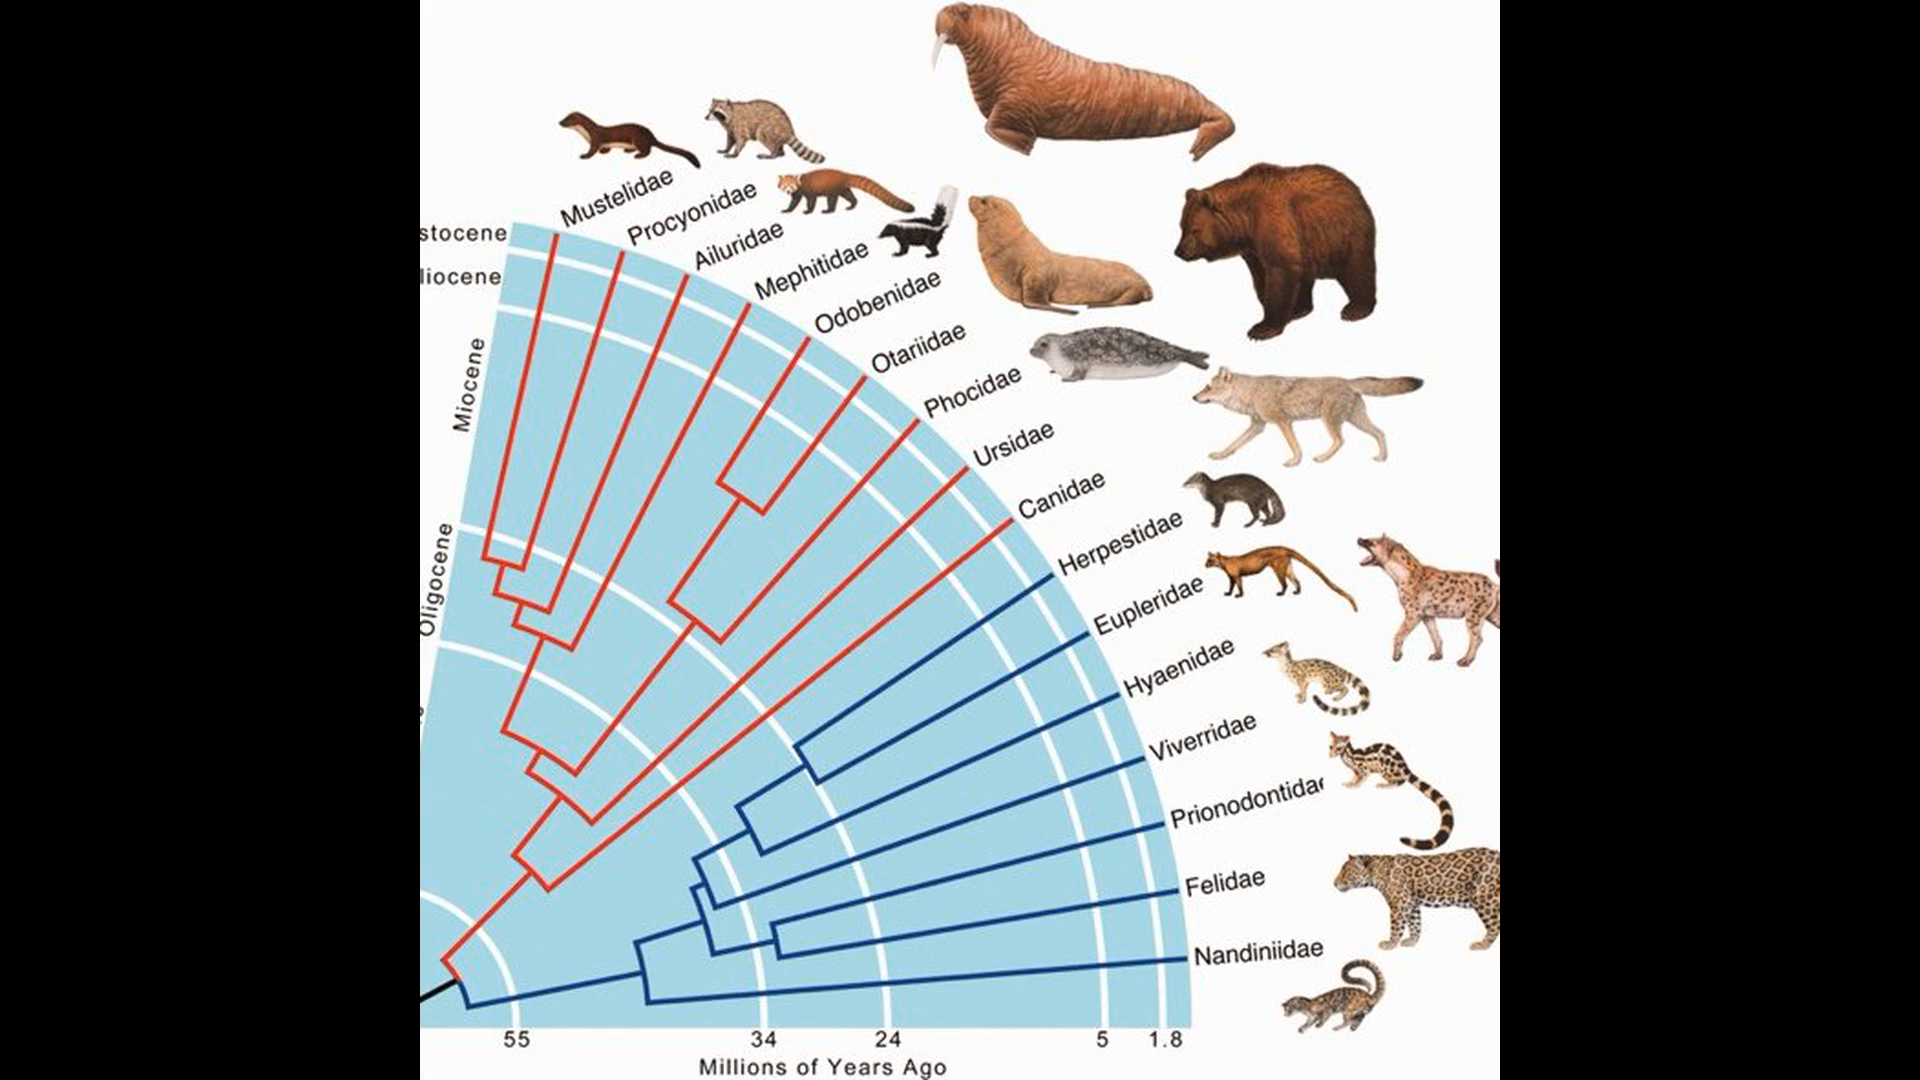 Mustelidae
Procyonidae
Ailuridae
Mephitidae
Odobenidae
Otariidae
Phocidae
Ursidae
Canidae
Herpestidae
Eupleridae
Hyaenidae
Viverridae
Prionodontidae
Felidae
Nandiniidae
stocene
liocene
Miocene
Oligocene
55 34 24 5 1.8
Millions of Years Ago